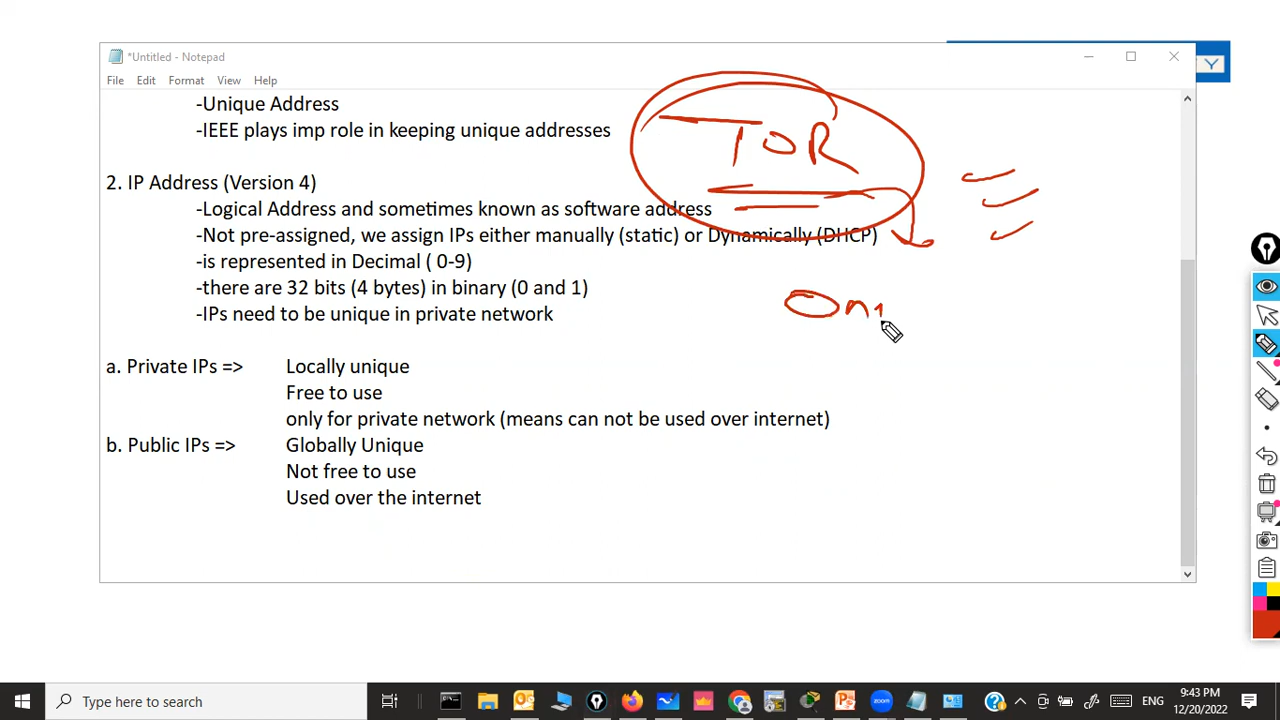 *Untitled - Notepad
File Edit Format View Help
-Unique Address
-IEEE plays imp role in keeping unique addresses
TOR
2. IP Address (Version 4)
-Logical Address and sometimes known as software address
-Not pre-assigned, we assign IPs either manually (static) or Dynamically (DHCP)
-is represented in Decimal ( 0-9)
-there are 32 bits (4 bytes) in binary (0 and 1)
Oni
-IPs need to be unique in private network
a. Private IPs => Locally unique
Free to use
only for private network (means can not be used over internet)
b. Public IPs => Globally Unique
Not free to use
Used over the internet
Type here to search
ENG
9:43 PM
12/20/2022
zoom